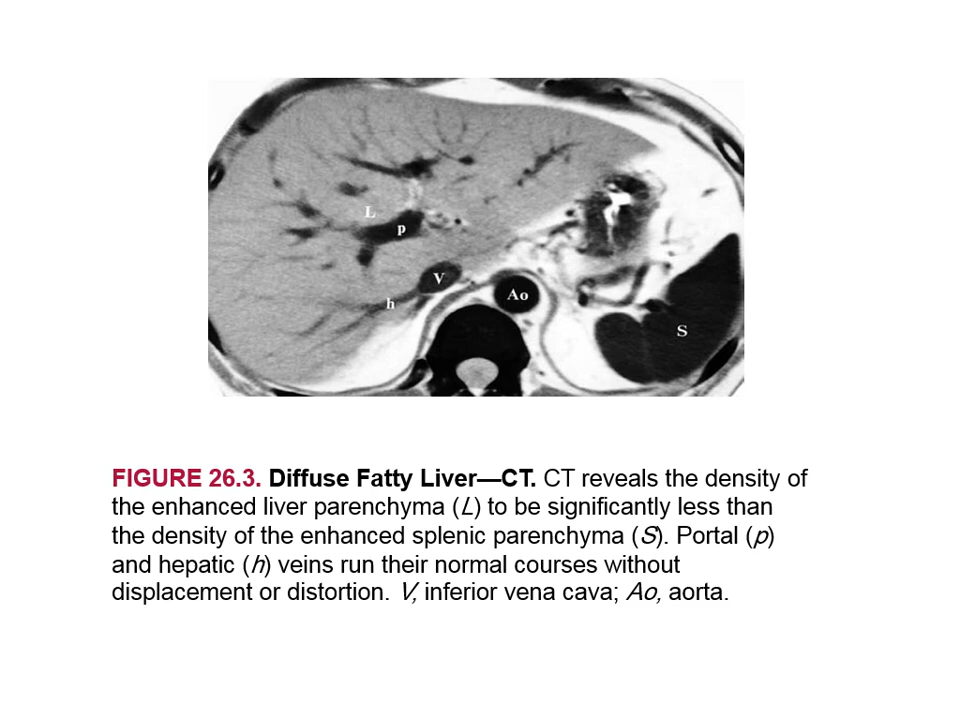 L
p
V
h
Ao
S
FIGURE 26.3. Diffuse Fatty Liver—CT. CT reveals the density of
the enhanced liver parenchyma (L) to be significantly less than
the density of the enhanced splenic parenchyma (S). Portal (p)
and hepatic (h) veins run their normal courses without
displacement or distortion. V, inferior vena cava; Ao, aorta.